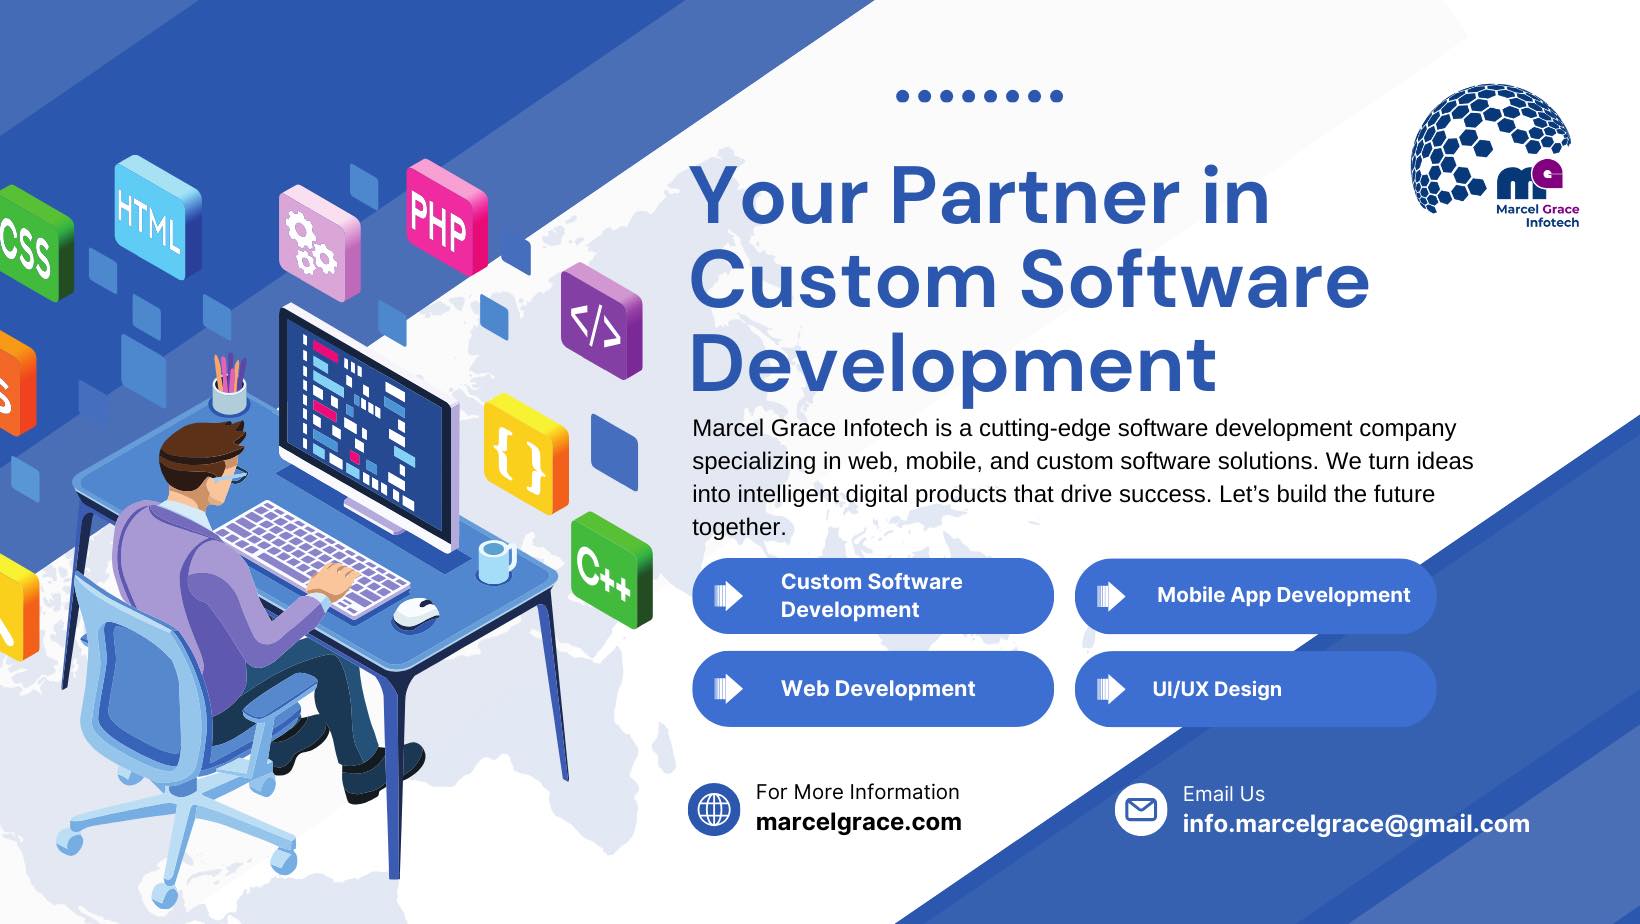 Your Partner in
Custom Software
Development
Marcel Grace
Infotech
Marcel Grace Infotech is a cutting-edge software development company
specializing in web, mobile, and custom software solutions. We turn ideas
into intelligent digital products that drive success. Let’s build the future
together.
Custom Software
Development
Mobile App Development
Web Development
UI/UX Design
For More Information
marcelgrace.com
Email Us
info.marcelgrace@gmail.com
CSS
HTML
PHP
</>
{ }
C++
S